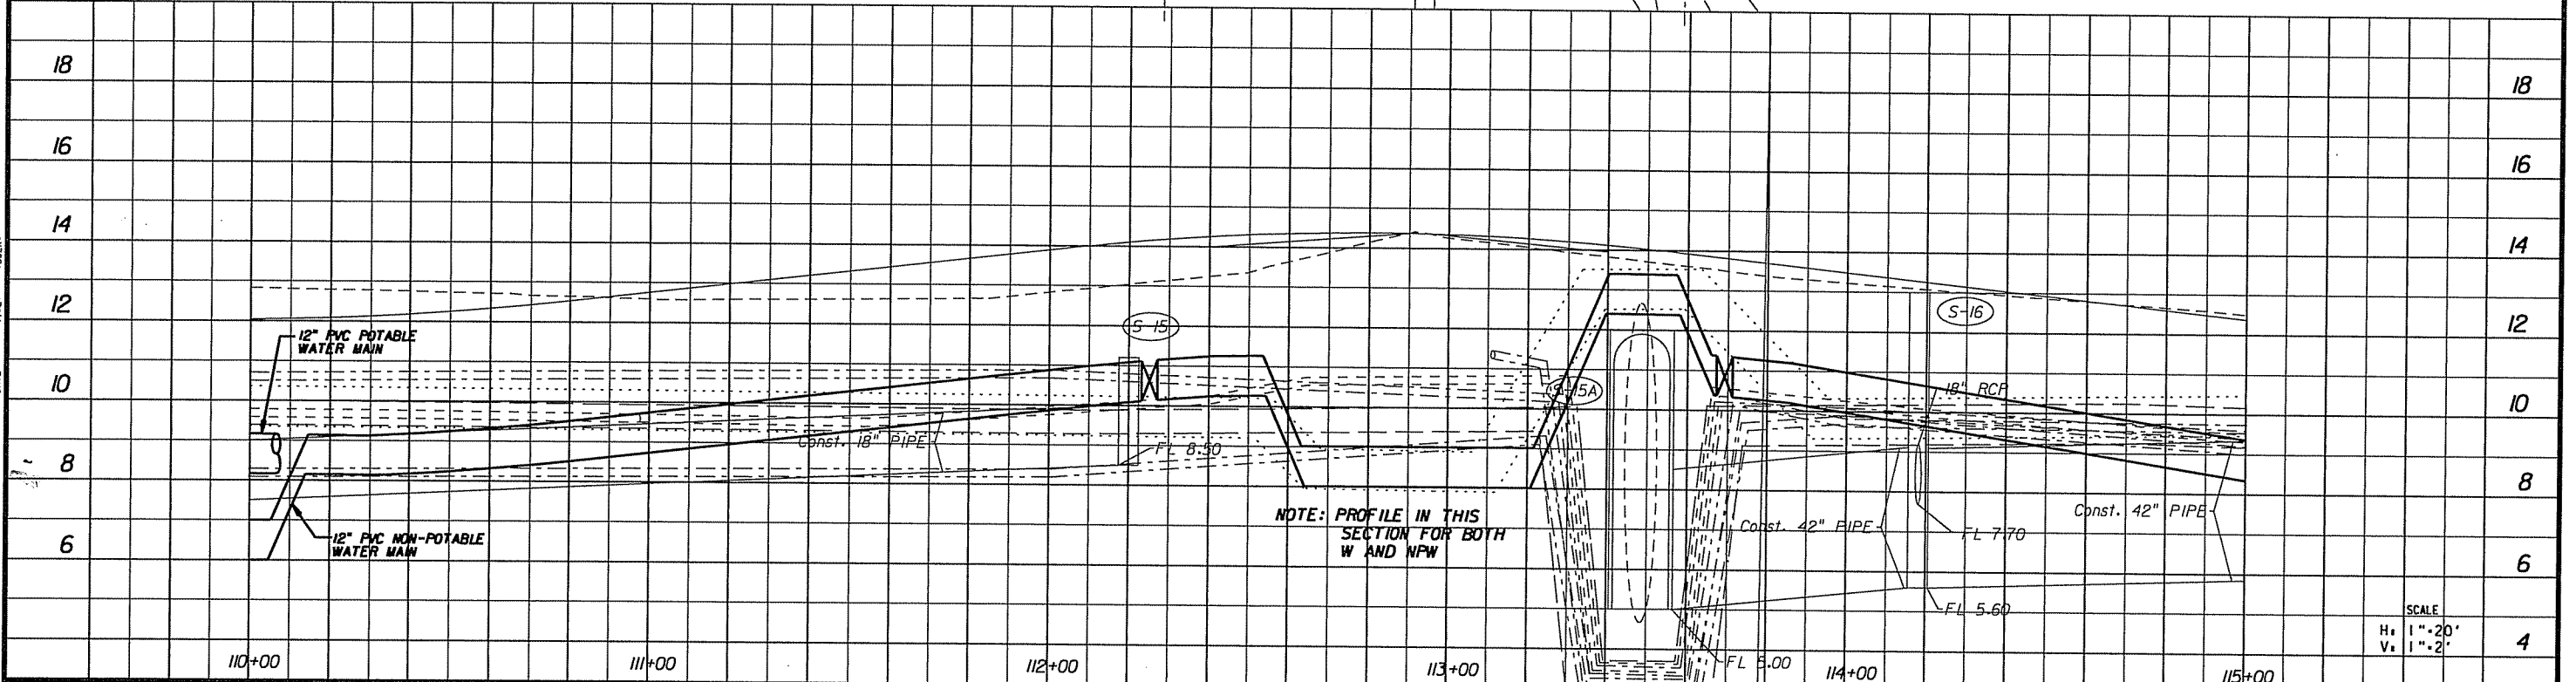 18
18
16
16
14
14
12
12
12" PVC POTABLE
WATER MAIN
S-15
S-16
10
10
S-15A
18" RCP
Const. 18" PIPE
FL 8.50
8
8
12" PVC NON-POTABLE
WATER MAIN
NOTE: PROFILE IN THIS
SECTION FOR BOTH
W AND NPW
Const. 42" PIPE
FL 7.70
Const. 42" PIPE
6
6
FL 5.60
SCALE
H: 1"=20'
V: 1"=2'
4
110+00
111+00
112+00
113+00
FL 5.00
114+00
115+00